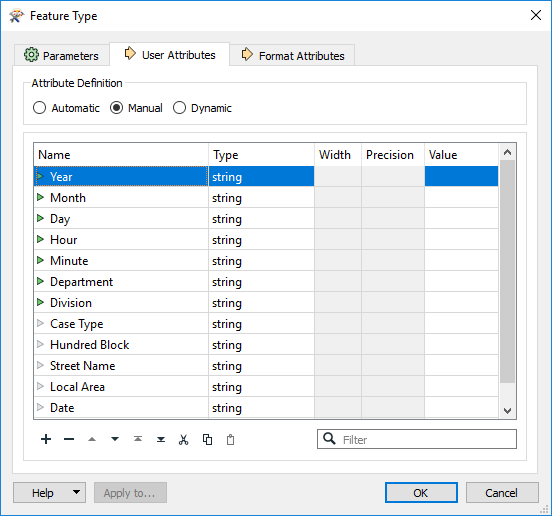 Feature Type
Parameters User Attributes Format Attributes
Attribute Definition
Automatic Manual Dynamic
Name Type Width Precision Value
Year string
Month string
Day string
Hour string
Minute string
Department string
Division string
Case Type string
Hundred Block string
Street Name string
Local Area string
Date string
Filter
Help Apply to... OK Cancel